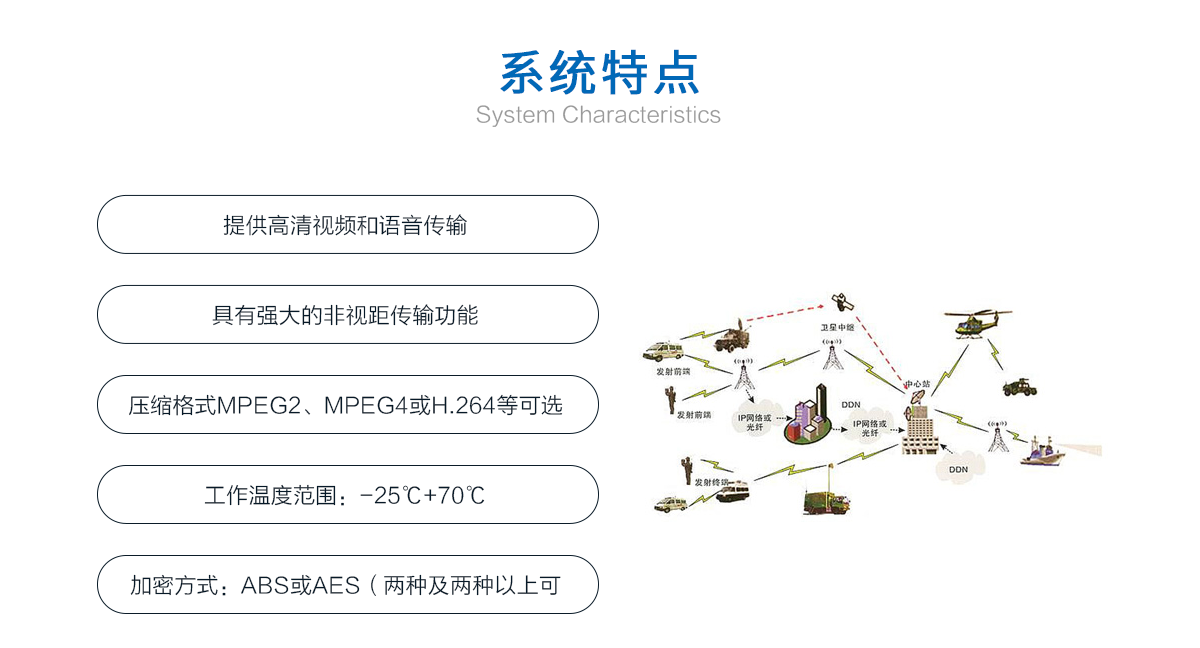 系统特点
System Characteristics
提供高清视频和语音传输
具有强大的非视距传输功能
压缩格式MPEG2、MPEG4或H.264等可选
工作温度范围：-25℃+70℃
加密方式：ABS或AES（两种及两种以上可
卫星中继
发射前端
中心站
发射前端
DDN
IP网络或
光纤
IP网络或
光纤
DDN
发射终端